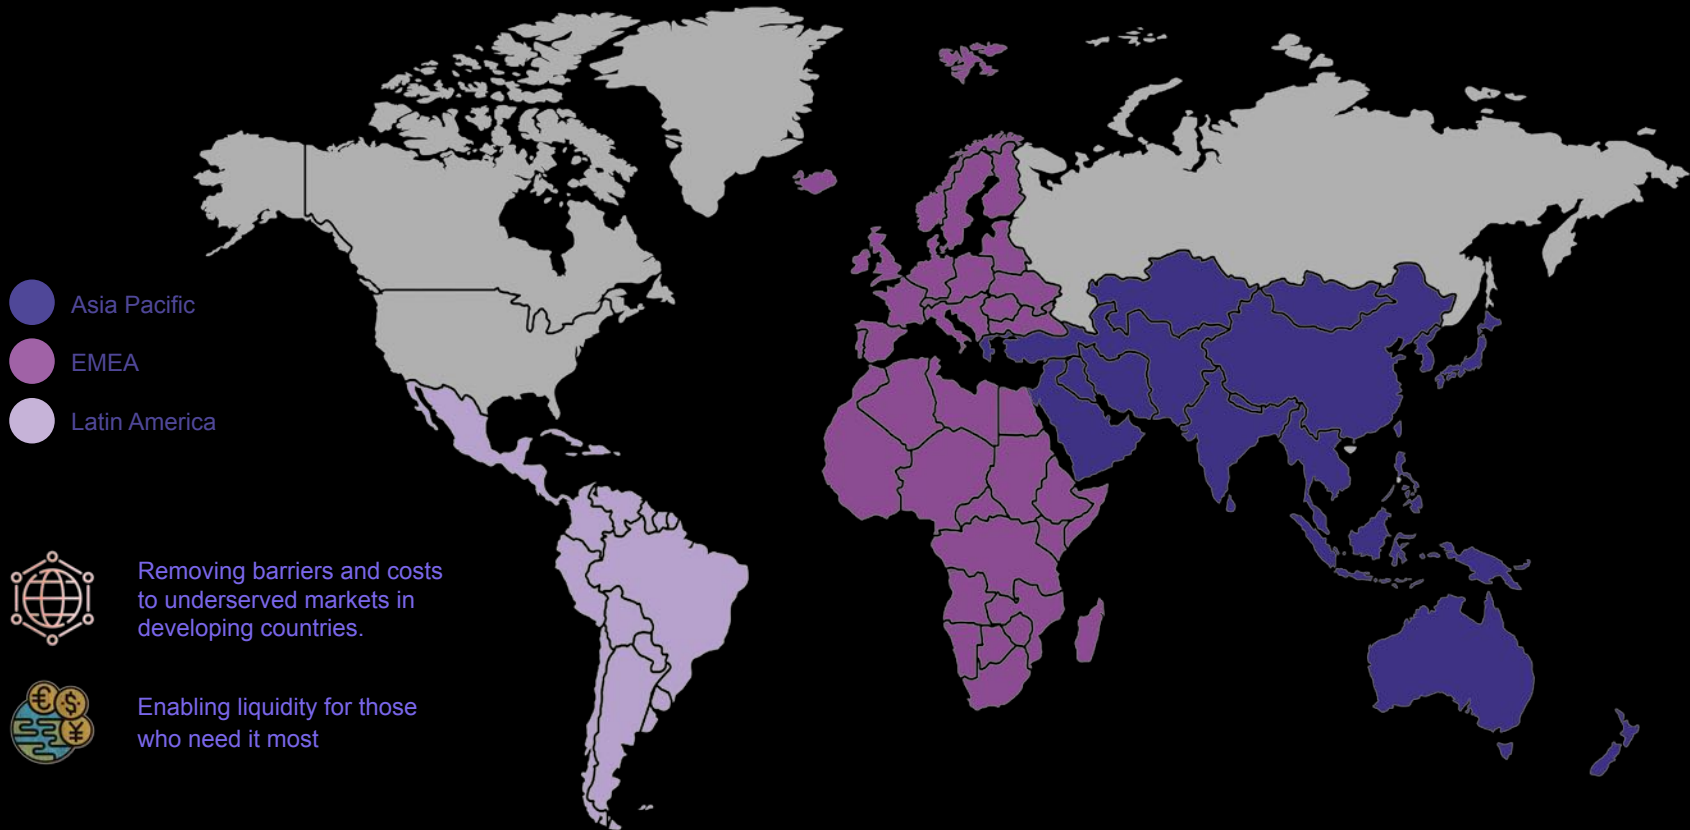 Asia Pacific
EMEA
Latin America
Removing barriers and costs
to underserved markets in
developing countries.
€ $ ¥
Enabling liquidity for those
who need it most